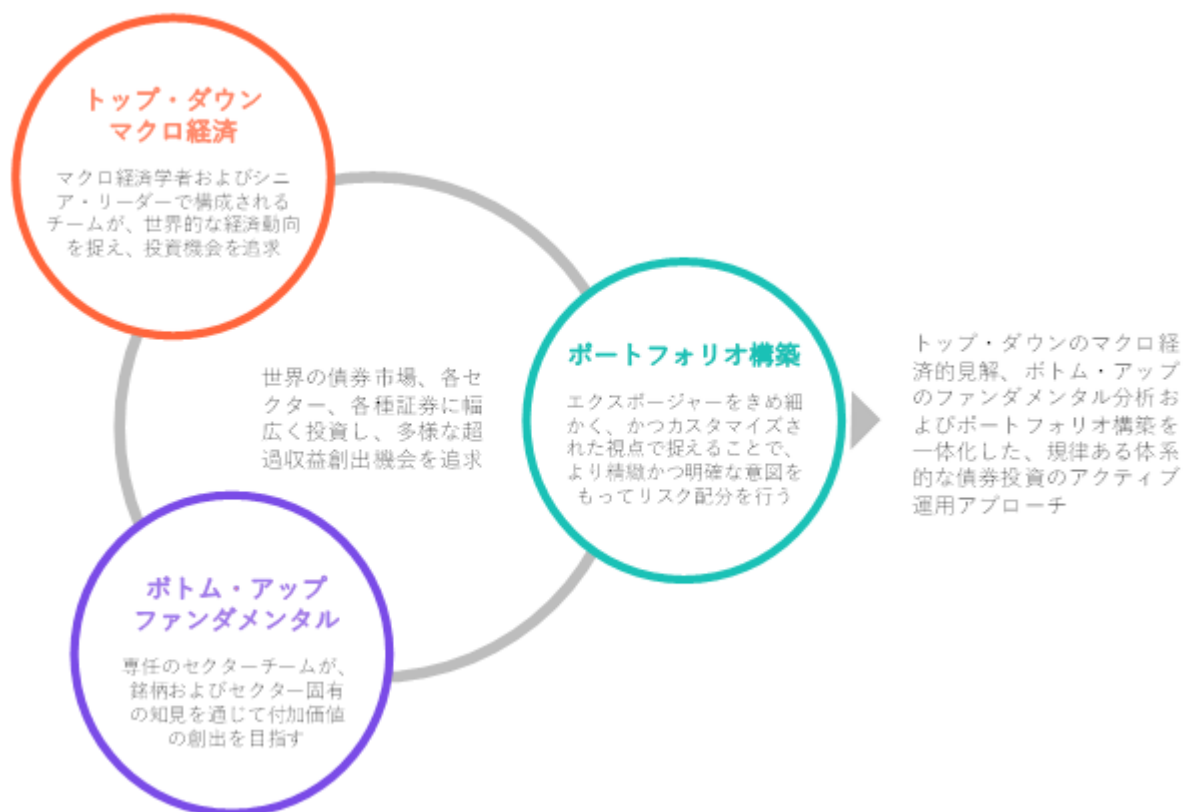 トップ・ダウン
マクロ経済
マクロ経済学者およびシニ
ア・リーダーで構成される
チームが、世界的な経済動向
を捉え、投資機会を追求
世界の債券市場、各セ
クター、各種証券に幅
広く投資し、多様な超
過収益創出機会を追求
ポートフォリオ構築
エクスポージャーをきめ細
かく、かつカスタマイズさ
れた視点で捉えることで、
より精緻かつ明確な意図を
もってリスク配分を行う
トップ・ダウンのマクロ経
済的見解、ボトム・アップ
のファンダメンタル分析お
よびポートフォリオ構築を
一体化した、規律ある体系
的な債券投資のアクティブ
運用アプローチ
ボトム・アップ
ファンダメンタル
専任のセクターチームが、
銘柄およびセクター固有
の知見を通じて付加価値
の創出を目指す